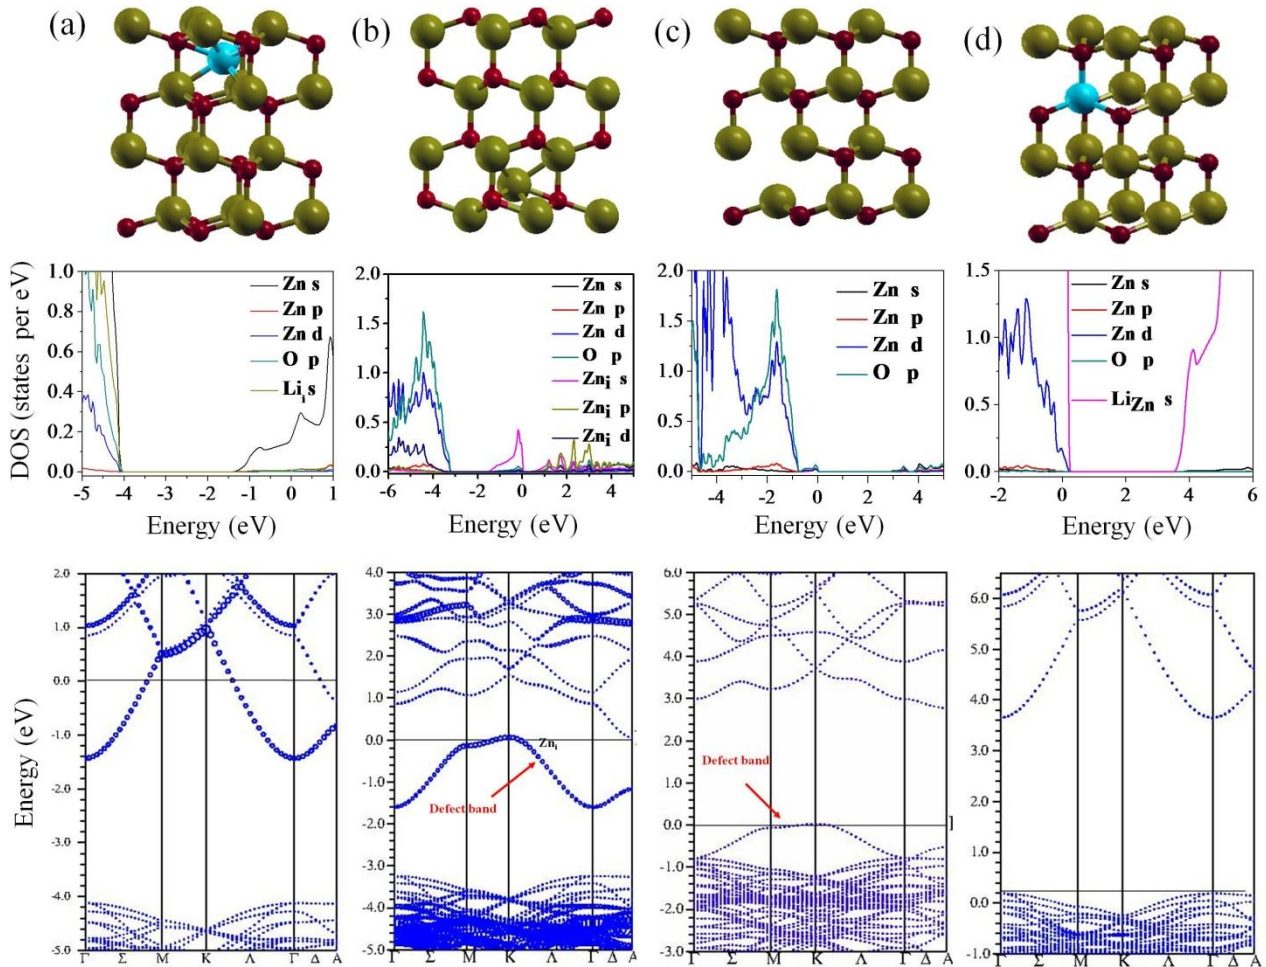 (a) (b) (c) (d)
1.0
0.8
0.6
0.4
0.2
0.0
DOS (states per eV)
Zn s
Zn p
Zn d
O p
Liᵢ s
-5 -4 -3 -2 -1 0 1
Energy (eV)
2.0
1.5
1.0
0.5
0.0
Zn s
Zn p
Zn d
O p
Znᵢ s
Znᵢ p
Znᵢ d
-6 -4 -2 0 2 4
Energy (eV)
2.0
1.5
1.0
0.5
0.0
Zn s
Zn p
Zn d
O p
-4 -2 0 2 4
Energy (eV)
1.5
1.0
0.5
0.0
Zn s
Zn p
Zn d
O p
Li_Zn s
-2 0 2 4 6
Energy (eV)
Energy (eV)
2.0
1.0
0.0
-1.0
-2.0
-3.0
-4.0
-5.0
Γ Σ M K Λ Γ Δ A
4.0
3.0
2.0
1.0
0.0
-1.0
-2.0
-3.0
-4.0
-5.0
Znᵢ
Defect band
Γ Σ M K Λ Γ Δ A
6.0
5.0
4.0
3.0
2.0
1.0
0.0
-1.0
-2.0
-3.0
Defect band
Γ Σ M K Λ Γ Δ A
6.0
5.0
4.0
3.0
2.0
1.0
0.0
-1.0
Γ Σ M K Λ Γ Δ A